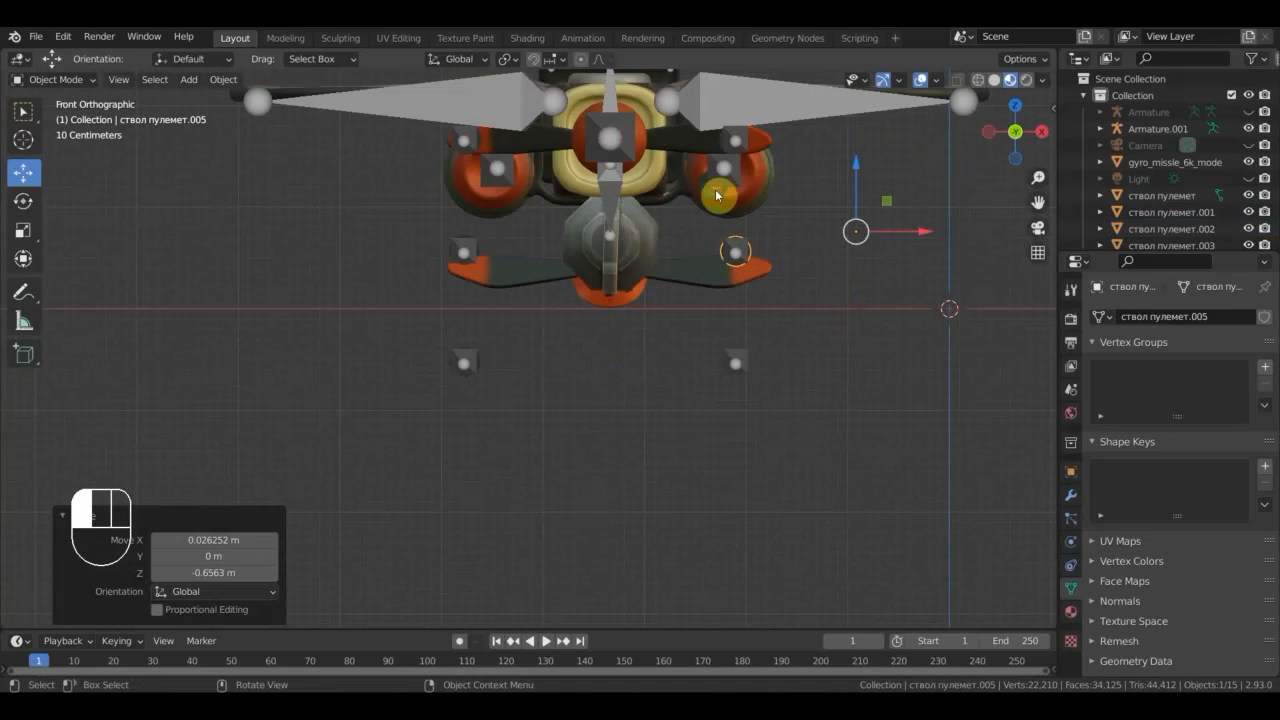 File Edit Render Window Help Layout Modeling Sculpting UV Editing Texture Paint Shading Animation Rendering Compositing Geometry Nodes Scripting + Scene View Layer
Orientation: Default Drag: Select Box Global Options
Object Mode View Select Add Object
Front Orthographic
(1) Collection | ствол пулемет.005
10 Centimeters
Z
-Y
X
Scene Collection
Collection
Armature
Armature.001
Camera
gyro_missle_6k_mode
Light
ствол пулемет
ствол пулемет.001
ствол пулемет.002
ствол пулемет.003
ствол пу... ствол пу...
ствол пулемет.005
Vertex Groups
Shape Keys
UV Maps
Vertex Colors
Face Maps
Normals
Texture Space
Remesh
Geometry Data
Move X 0.026252 m
Y 0 m
Z -0.6563 m
Orientation Global
Proportional Editing
Playback Keying View Marker 1 Start 1 End 250
1 10 20 30 40 50 60 70 80 90 100 110 120 130 140 150 160 170 180 190 200 210 220 230 240 250
Select Box Select Rotate View Object Context Menu Collection | ствол пулемет.005 | Verts:22,210 | Faces:34,125 | Tris:44,412 | Objects:1/15 | 2.93.0